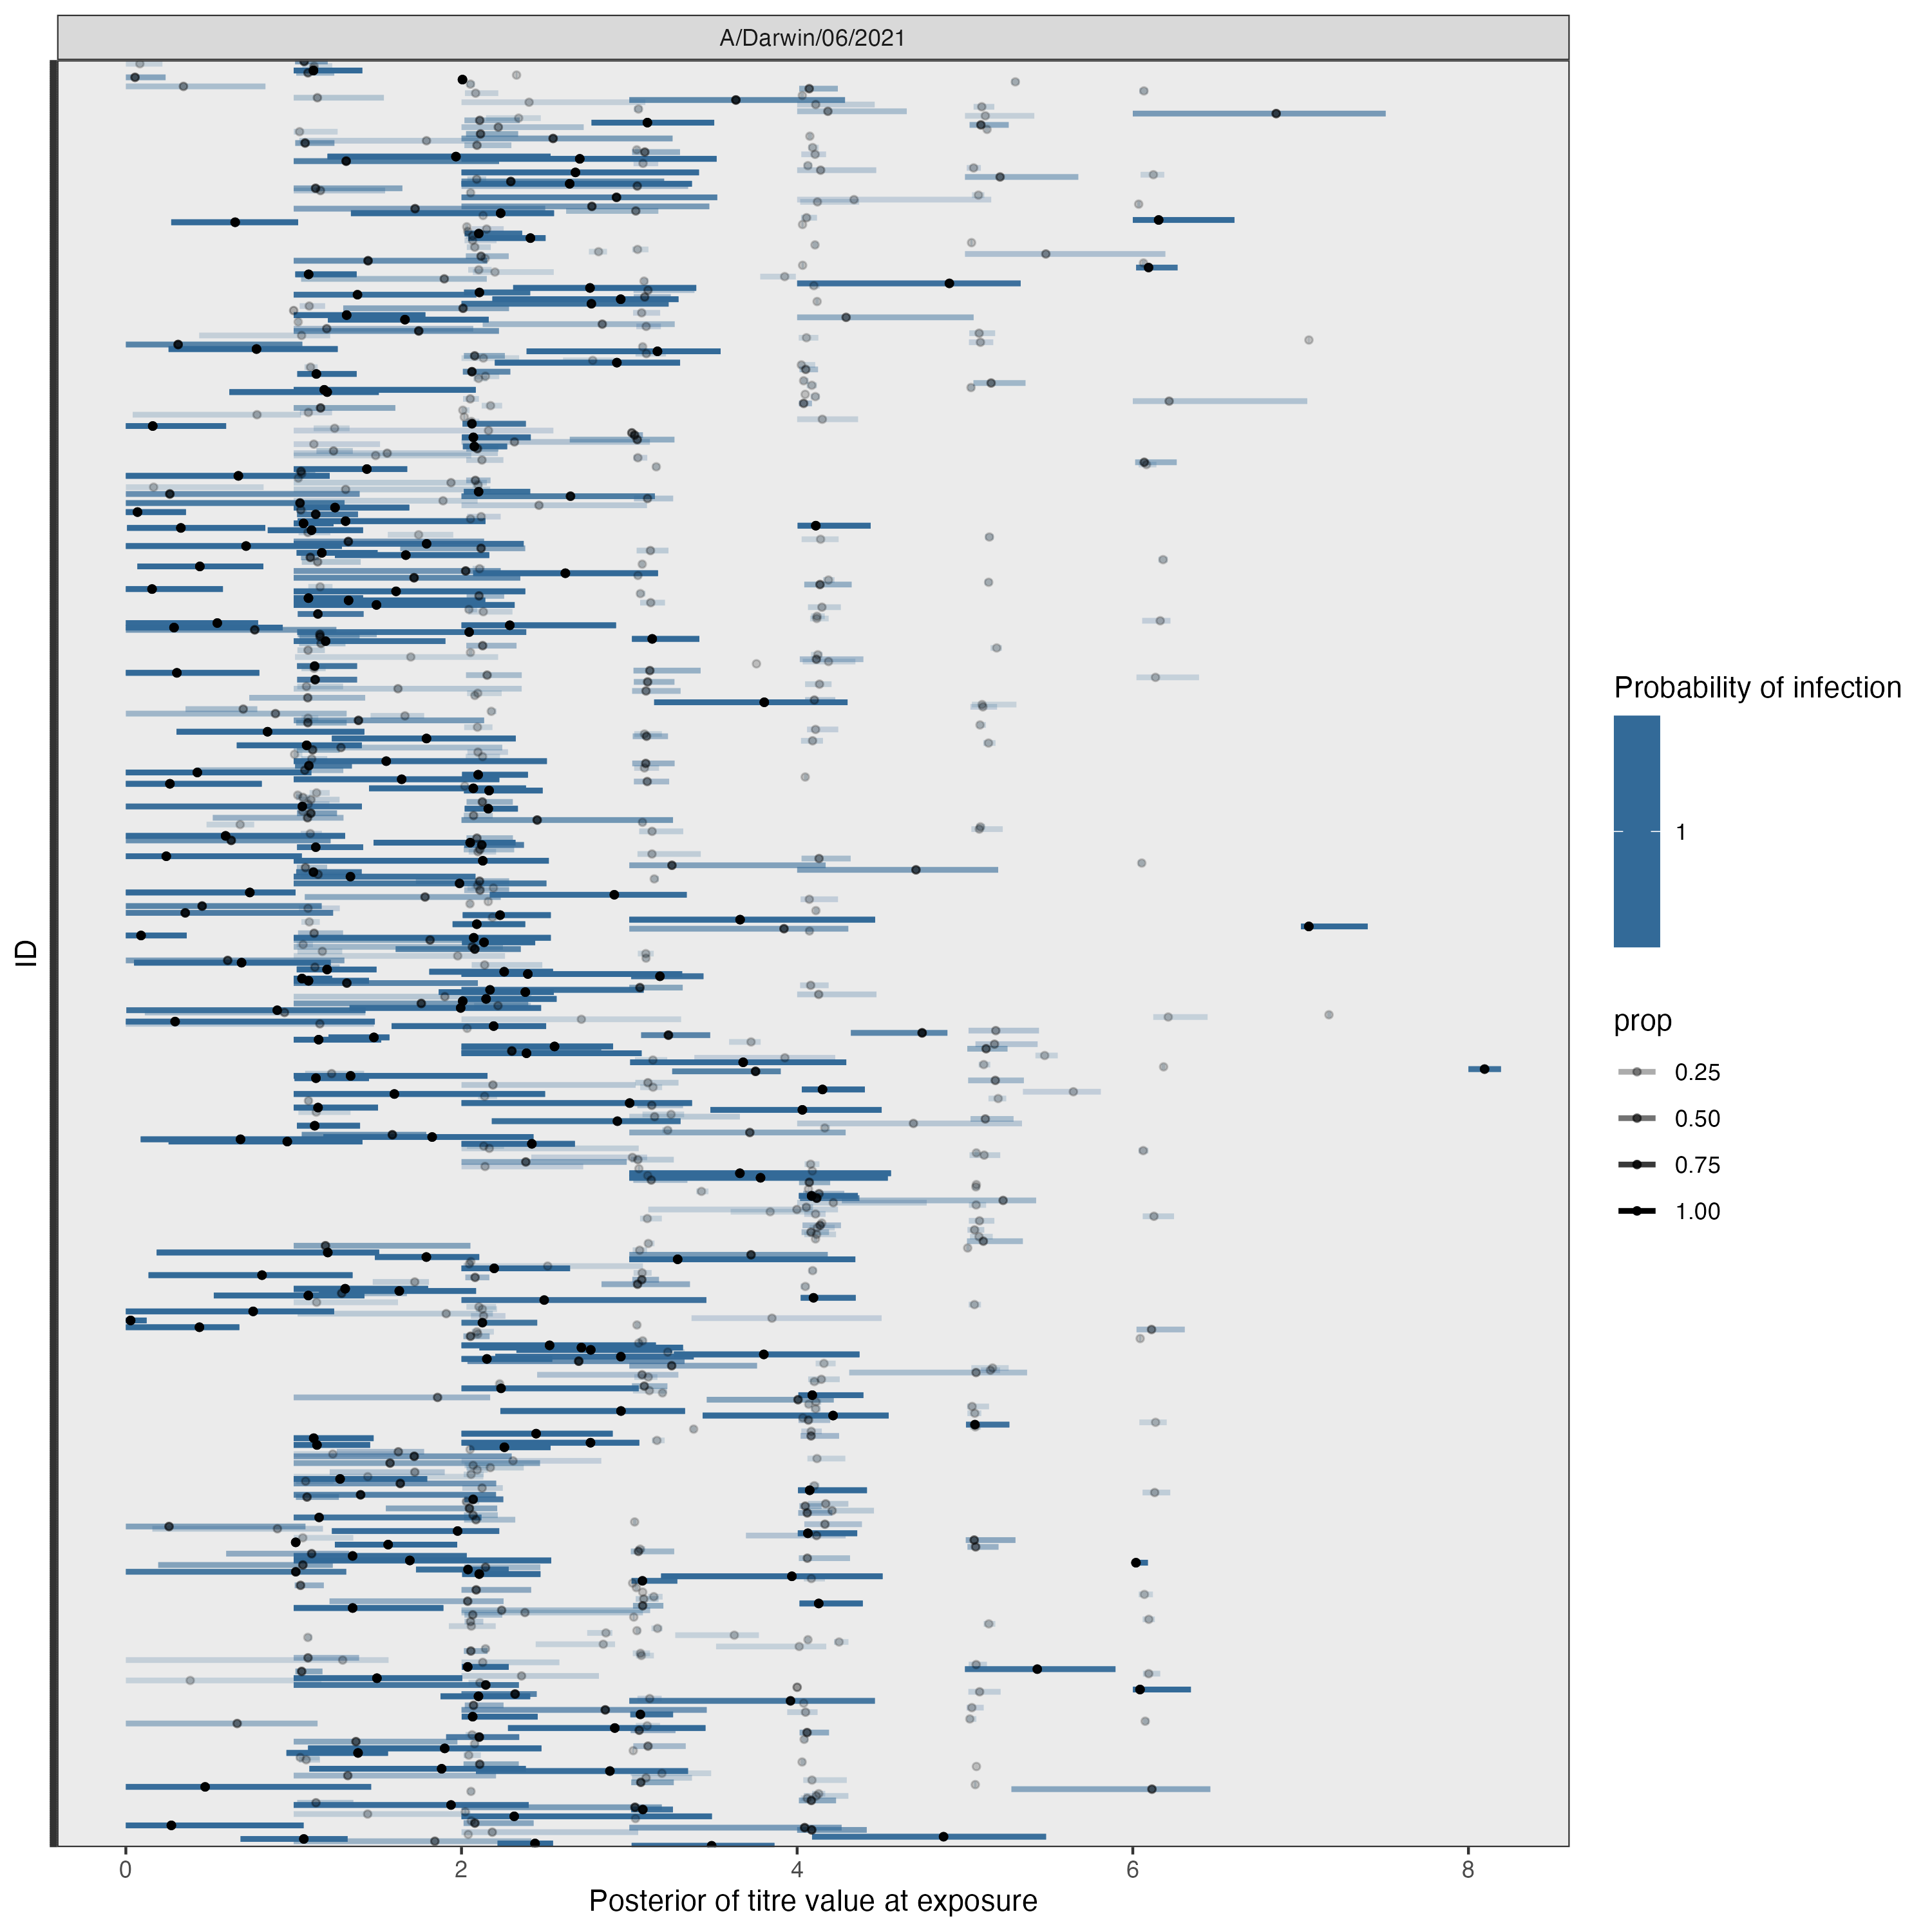 A/Darwin/06/2021
ID
0
2
4
6
8
Posterior of titre value at exposure
Probability of infection
1
prop
0.25
0.50
0.75
1.00